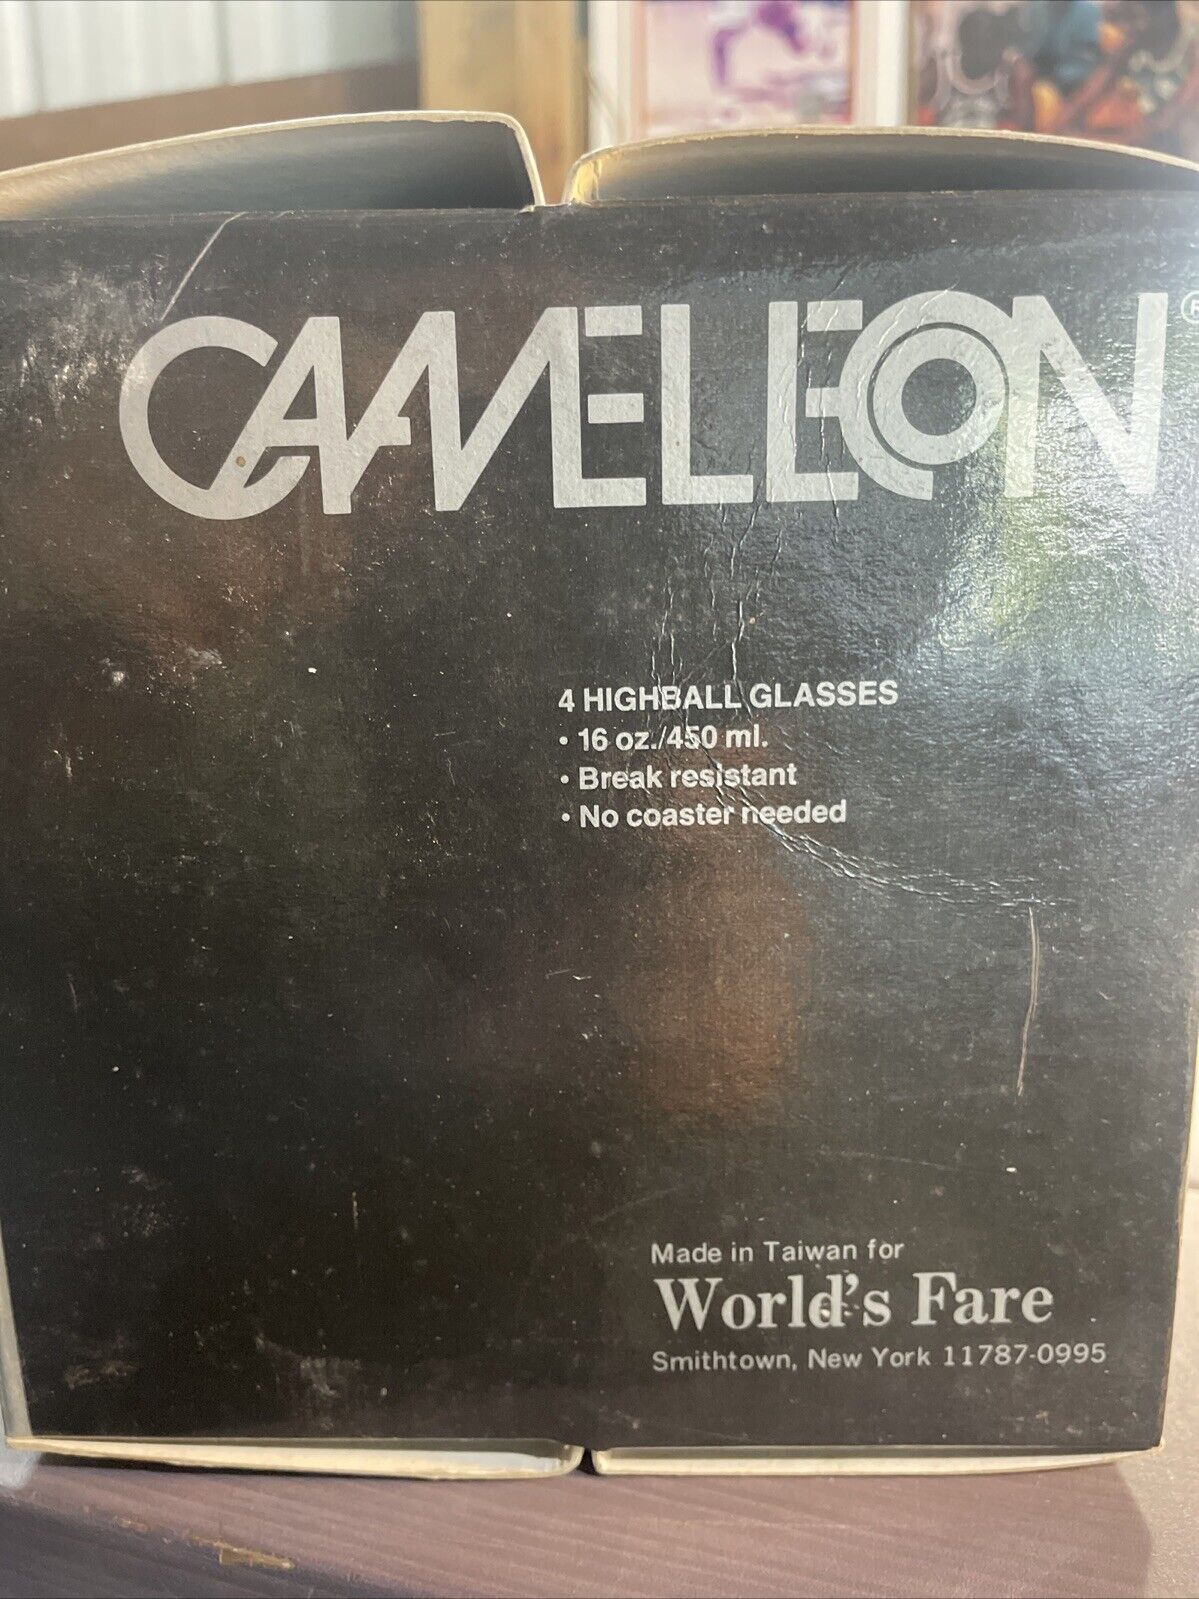 CAMELEON®
4 HIGHBALL GLASSES
• 16 oz./450 ml.
• Break resistant
• No coaster needed
Made in Taiwan for
World's Fare
Smithtown, New York 11787-0995